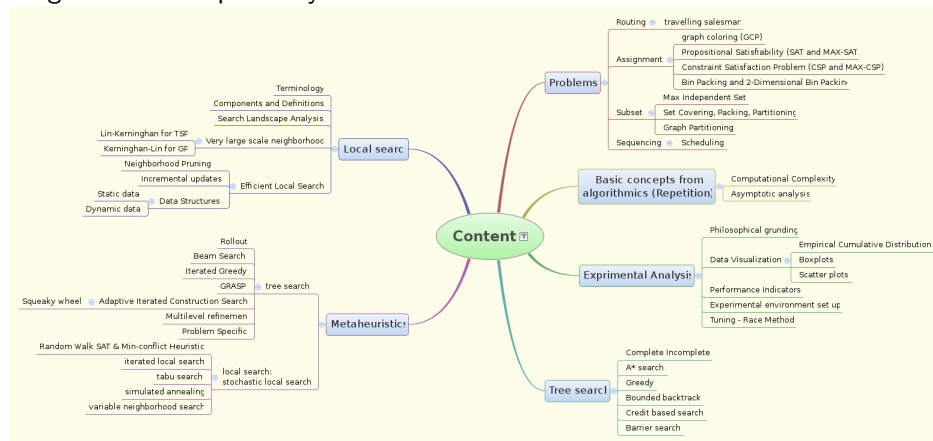 Content
Problems
Routing
travelling salesmar
Assignment
graph coloring (GCP)
Propositional Satisfiability (SAT and MAX-SAT
Constraint Satisfaction Problem (CSP and MAX-CSP)
Bin Packing and 2-Dimensional Bin Packin
Subset
Max Independent Set
Set Covering, Packing, Partitioning
Graph Partitioning
Sequencing
Scheduling
Basic concepts from
algorithmics (Repetition)
Computational Complexity
Asymptotic analysis
Exprimental Analysis
Philosophical grunding
Data Visualization
Empirical Cumulative Distribution
Boxplots
Scatter plots
Performance Indicators
Experimental environment set up
Tuning - Race Method
Tree searcl
Complete Incomplete
A* search
Greedy
Bounded backtrack
Credit based search
Barrier search
Local searc
Terminology
Components and Definitions
Search Landscape Analysis
Very large scale neighborhooc
Lin-Kerninghan for TSP
Kerninghan-Lin for GP
Efficient Local Search
Neighborhood Pruning
Incremental updates
Data Structures
Static data
Dynamic data
Metaheuristics
tree search
Rollout
Beam Search
Iterated Greedy
GRASP
Adaptive Iterated Construction Search
Squeaky wheel
Multilevel refinemen
Problem Specific
local search:
stochastic local search
Random Walk SAT & Min-conflict Heuristic
iterated local search
tabu search
simulated annealing
variable neighborhood search